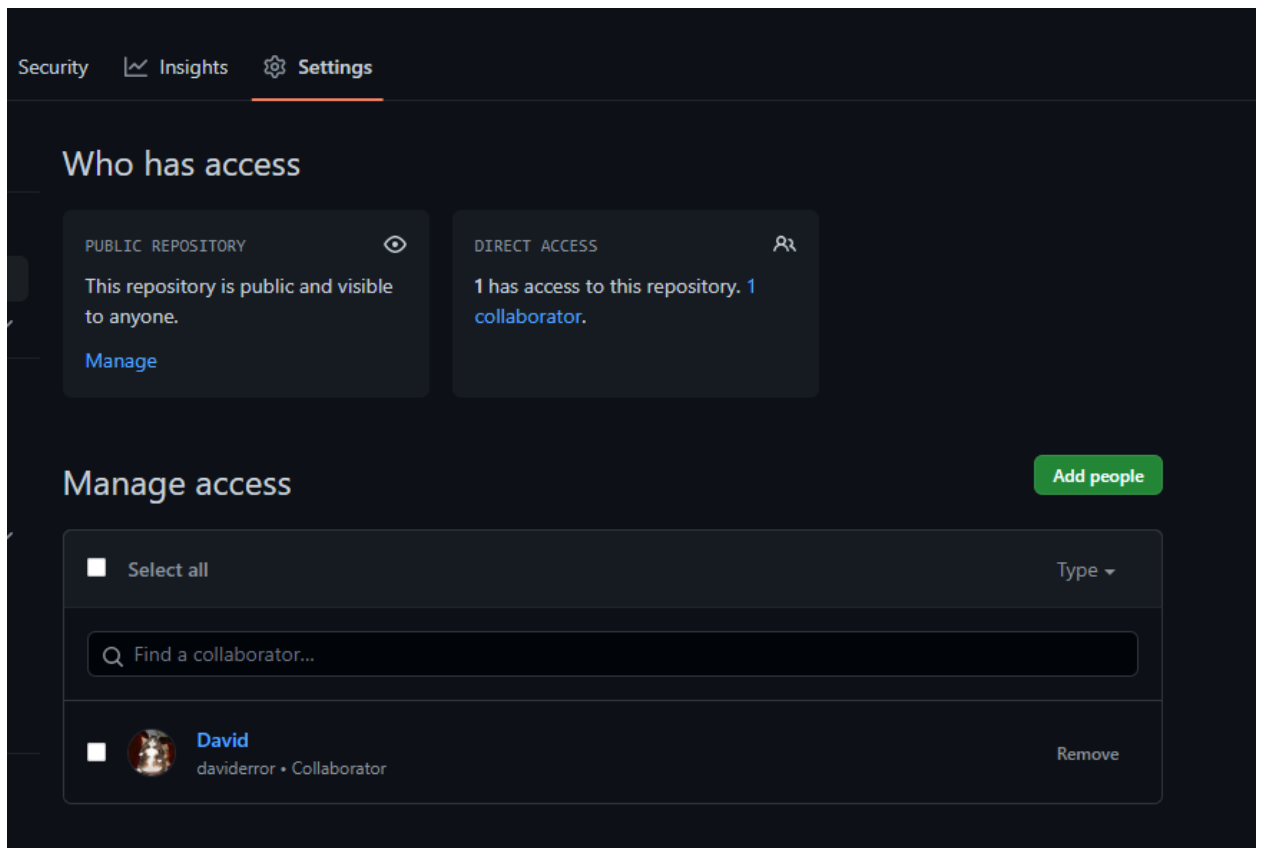 Security Insights Settings
Who has access
PUBLIC REPOSITORY
This repository is public and visible
to anyone.
Manage
DIRECT ACCESS
1 has access to this repository. 1
collaborator.
Manage access
Add people
Select all
Type
Find a collaborator...
David
daviderror • Collaborator
Remove